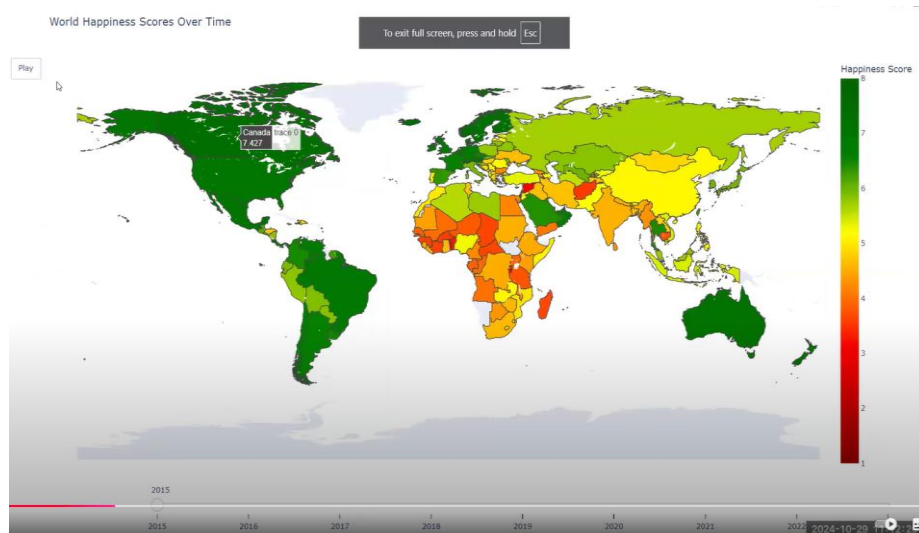 World Happiness Scores Over Time
To exit full screen, press and hold Esc
Play
Happiness Score
8
7
6
5
4
3
2
1
Canada trace 0
7.427
2015
2015 2016 2017 2018 2019 2020 2021 2022
2024-10-29